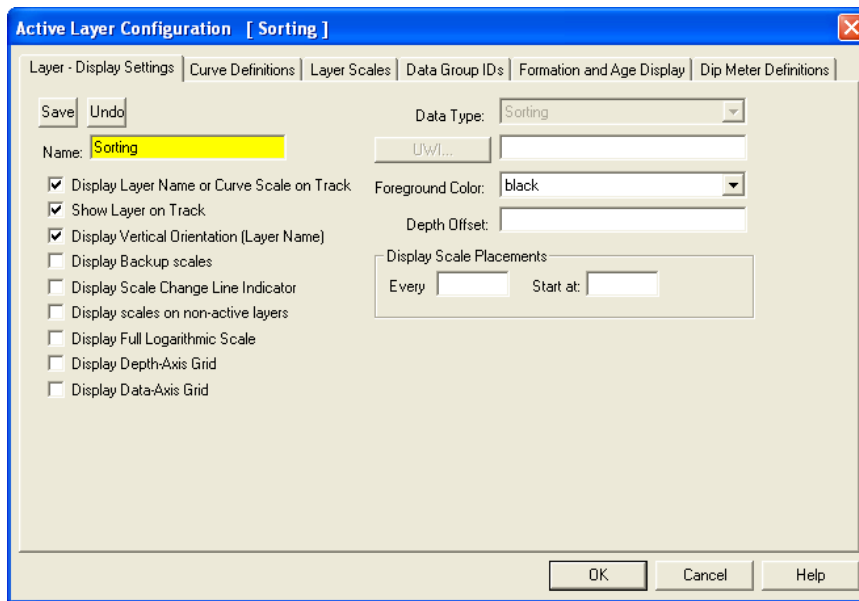 Active Layer Configuration [ Sorting ]
Layer - Display Settings Curve Definitions Layer Scales Data Group IDs Formation and Age Display Dip Meter Definitions
Save Undo
Name: Sorting
Display Layer Name or Curve Scale on Track
Show Layer on Track
Display Vertical Orientation (Layer Name)
Display Backup scales
Display Scale Change Line Indicator
Display scales on non-active layers
Display Full Logarithmic Scale
Display Depth-Axis Grid
Display Data-Axis Grid
Data Type: Sorting
UWI...
Foreground Color: black
Depth Offset:
Display Scale Placements
Every Start at:
OK Cancel Help